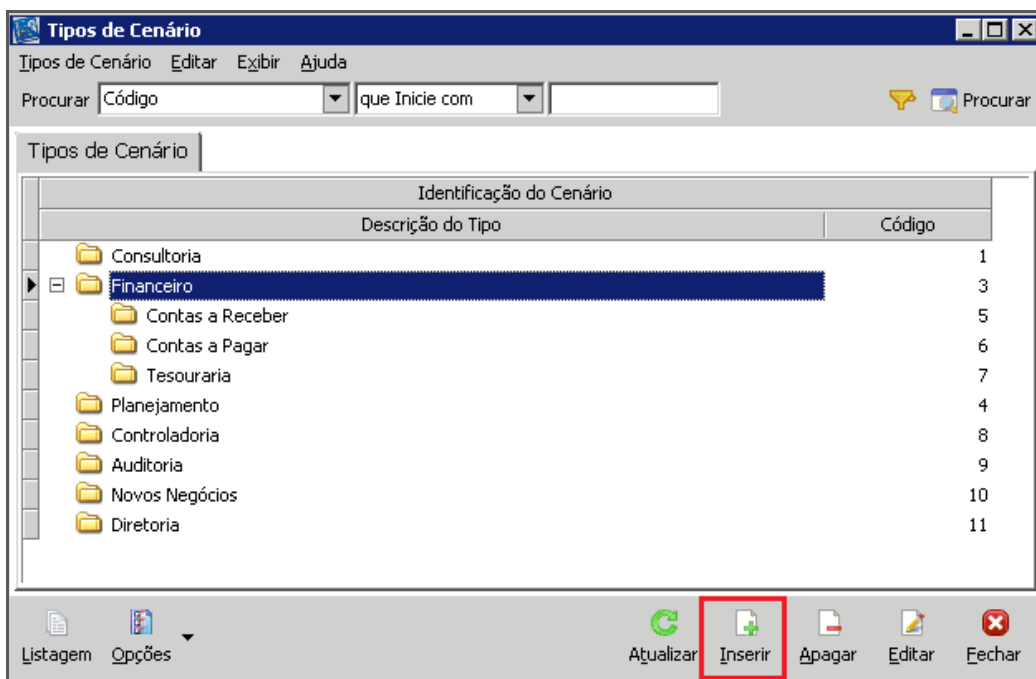 Tipos de Cenário
Tipos de Cenário Editar Exibir Ajuda
Procurar Código que Inicie com Procurar
Tipos de Cenário
Identificação do Cenário
Descrição do Tipo Código
Consultoria 1
Financeiro 3
Contas a Receber 5
Contas a Pagar 6
Tesouraria 7
Planejamento 4
Controladoria 8
Auditoria 9
Novos Negócios 10
Diretoria 11
Listagem Opções Atualizar Inserir Apagar Editar Fechar